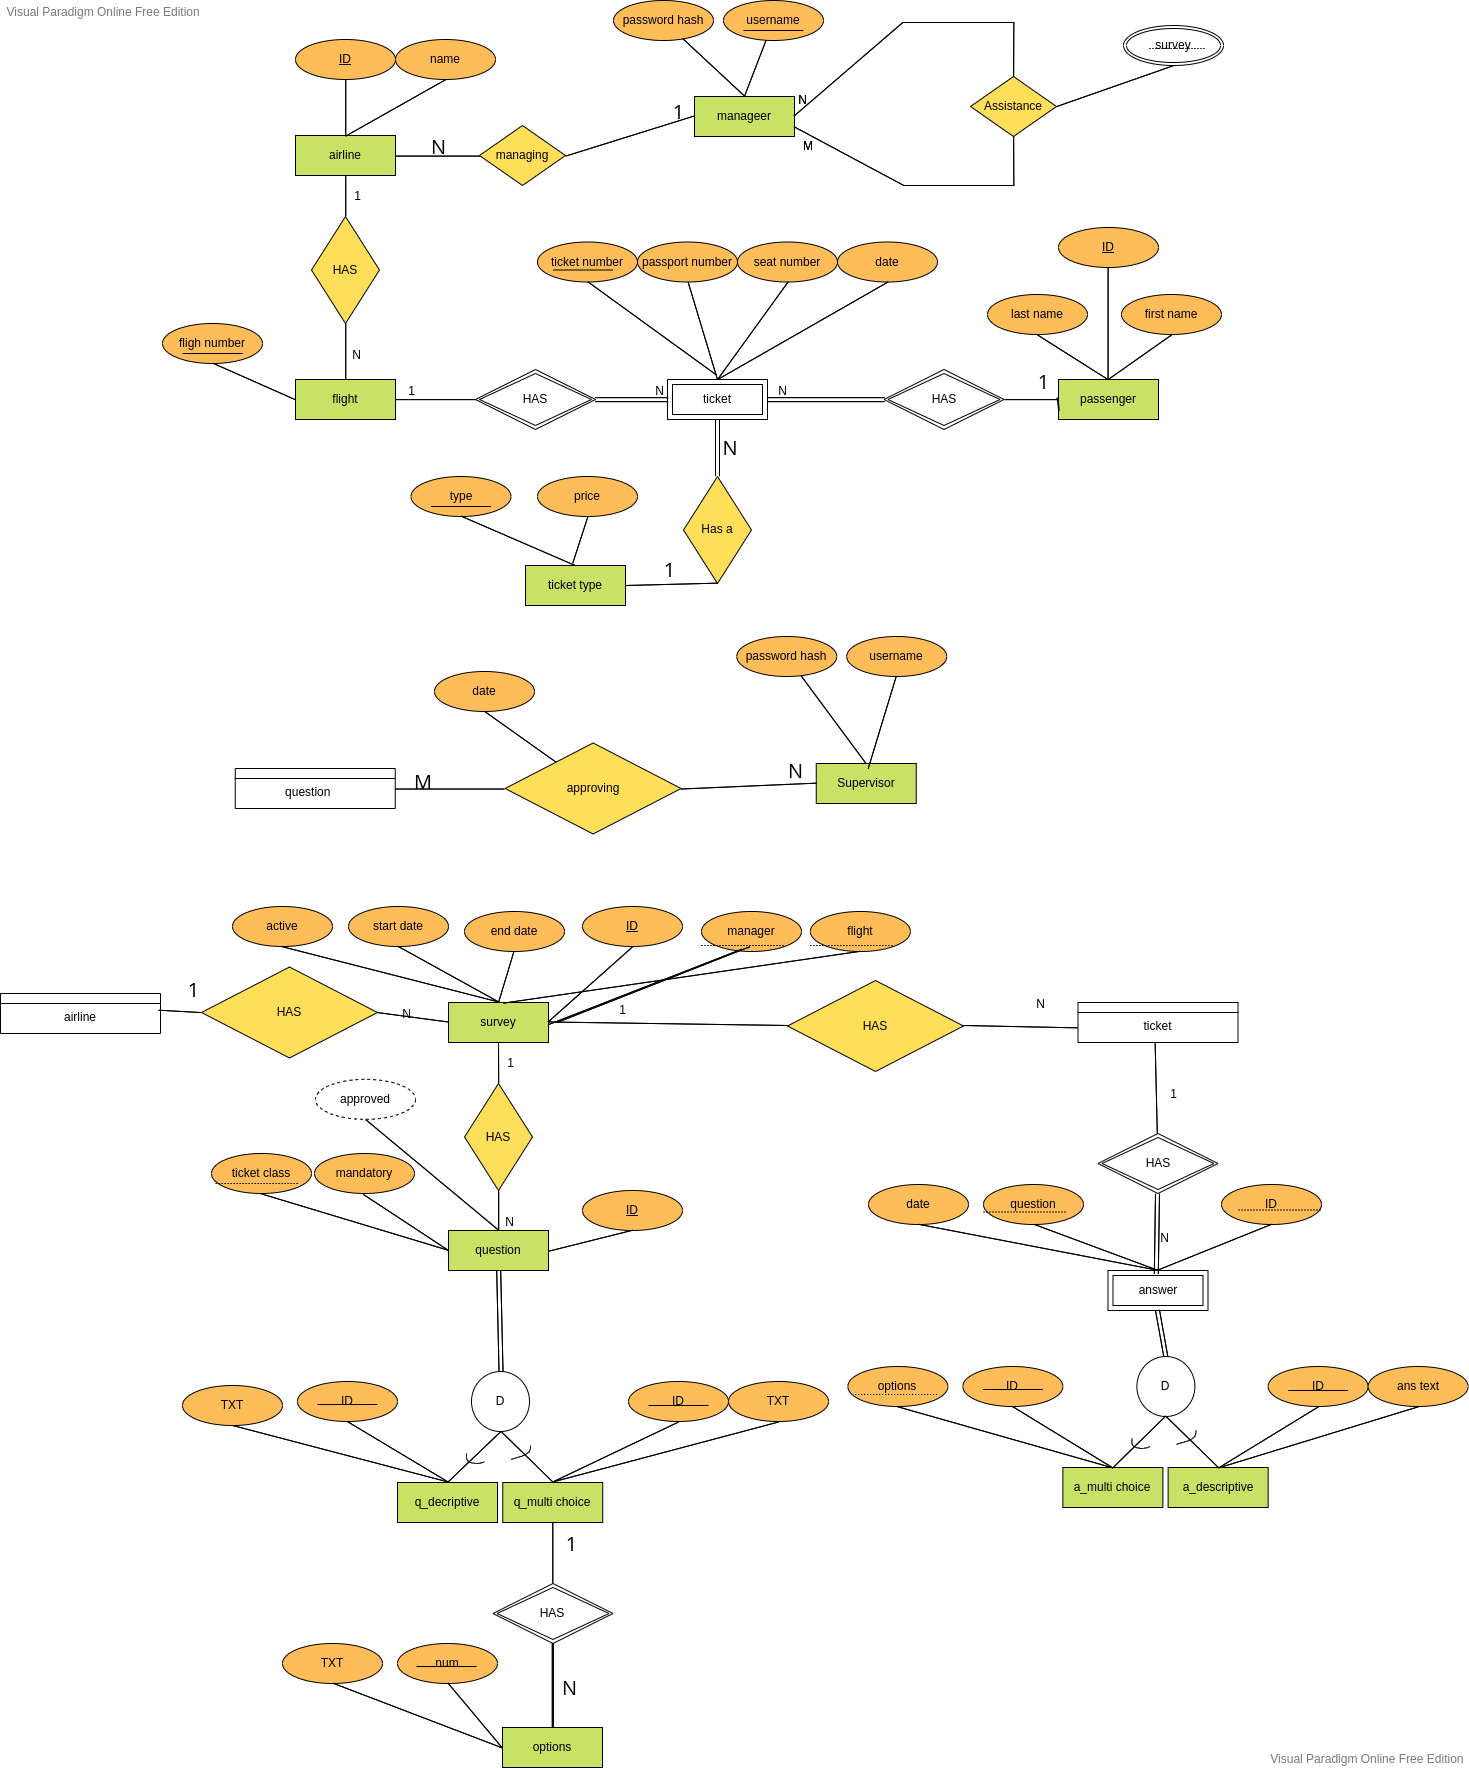 Visual Paradigm Online Free Edition
password hash
username
survey
ID
name
manageer
N
Assistance
1
airline
N
managing
M
1
HAS
ID
ticket number
passport number
seat number
date
last name
first name
fligh number
N
flight
1
HAS
N
ticket
N
HAS
1
passenger
N
type
price
Has a
1
ticket type
password hash
username
date
question
M
approving
N
Supervisor
active
start date
end date
ID
manager
flight
1
airline
HAS
N
survey
1
HAS
N
ticket
1
approved
1
HAS
HAS
ticket class
mandatory
ID
N
question
date
question
ID
N
answer
TXT
ID
D
ID
TXT
options
ID
D
ID
ans text
q_decriptive
q_multi choice
a_multi choice
a_descriptive
1
HAS
TXT
num
N
options
Visual Paradigm Online Free Edition